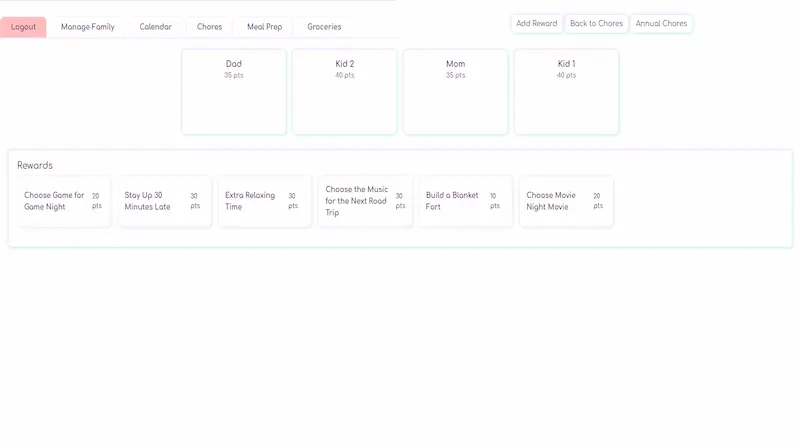 Logout
Manage Family
Calendar
Chores
Meal Prep
Groceries
Add Reward
Back to Chores
Annual Chores
Dad
35 pts
Kid 2
40 pts
Mom
35 pts
Kid 1
40 pts
Rewards
Choose Game for
Game Night
20
pts
Stay Up 30
Minutes Late
30
pts
Extra Relaxing
Time
30
pts
Choose the Music
for the Next Road
Trip
30
pts
Build a Blanket
Fort
10
pts
Choose Movie
Night Movie
20
pts